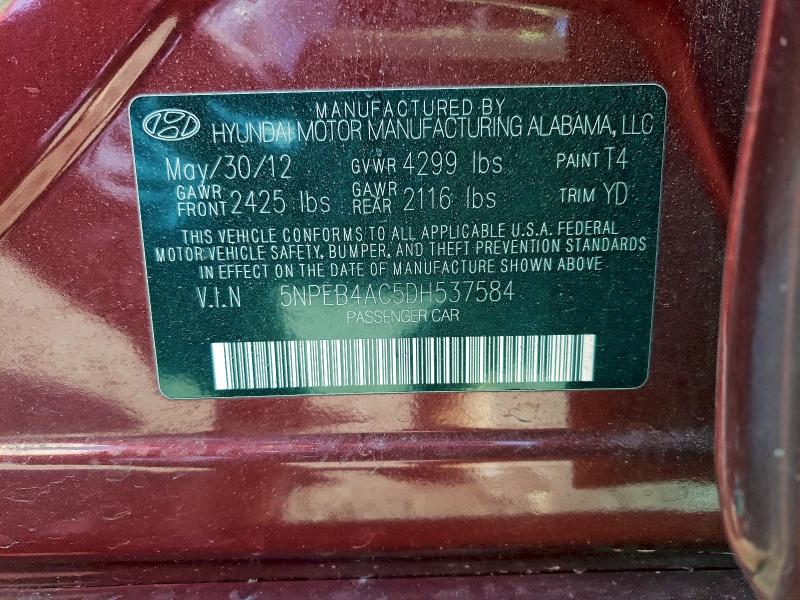 MANUFACTURED BY
HYUNDAI MOTOR MANUFACTURING ALABAMA, LLC
May/30/12 GVWR 4299 lbs PAINT T4
GAWR FRONT 2425 lbs GAWR REAR 2116 lbs TRIM YD
THIS VEHICLE CONFORMS TO ALL APPLICABLE U.S.A. FEDERAL
MOTOR VEHICLE SAFETY, BUMPER, AND THEFT PREVENTION STANDARDS
IN EFFECT ON THE DATE OF MANUFACTURE SHOWN ABOVE
V.I.N 5NPEB4AC5DH537584
PASSENGER CAR